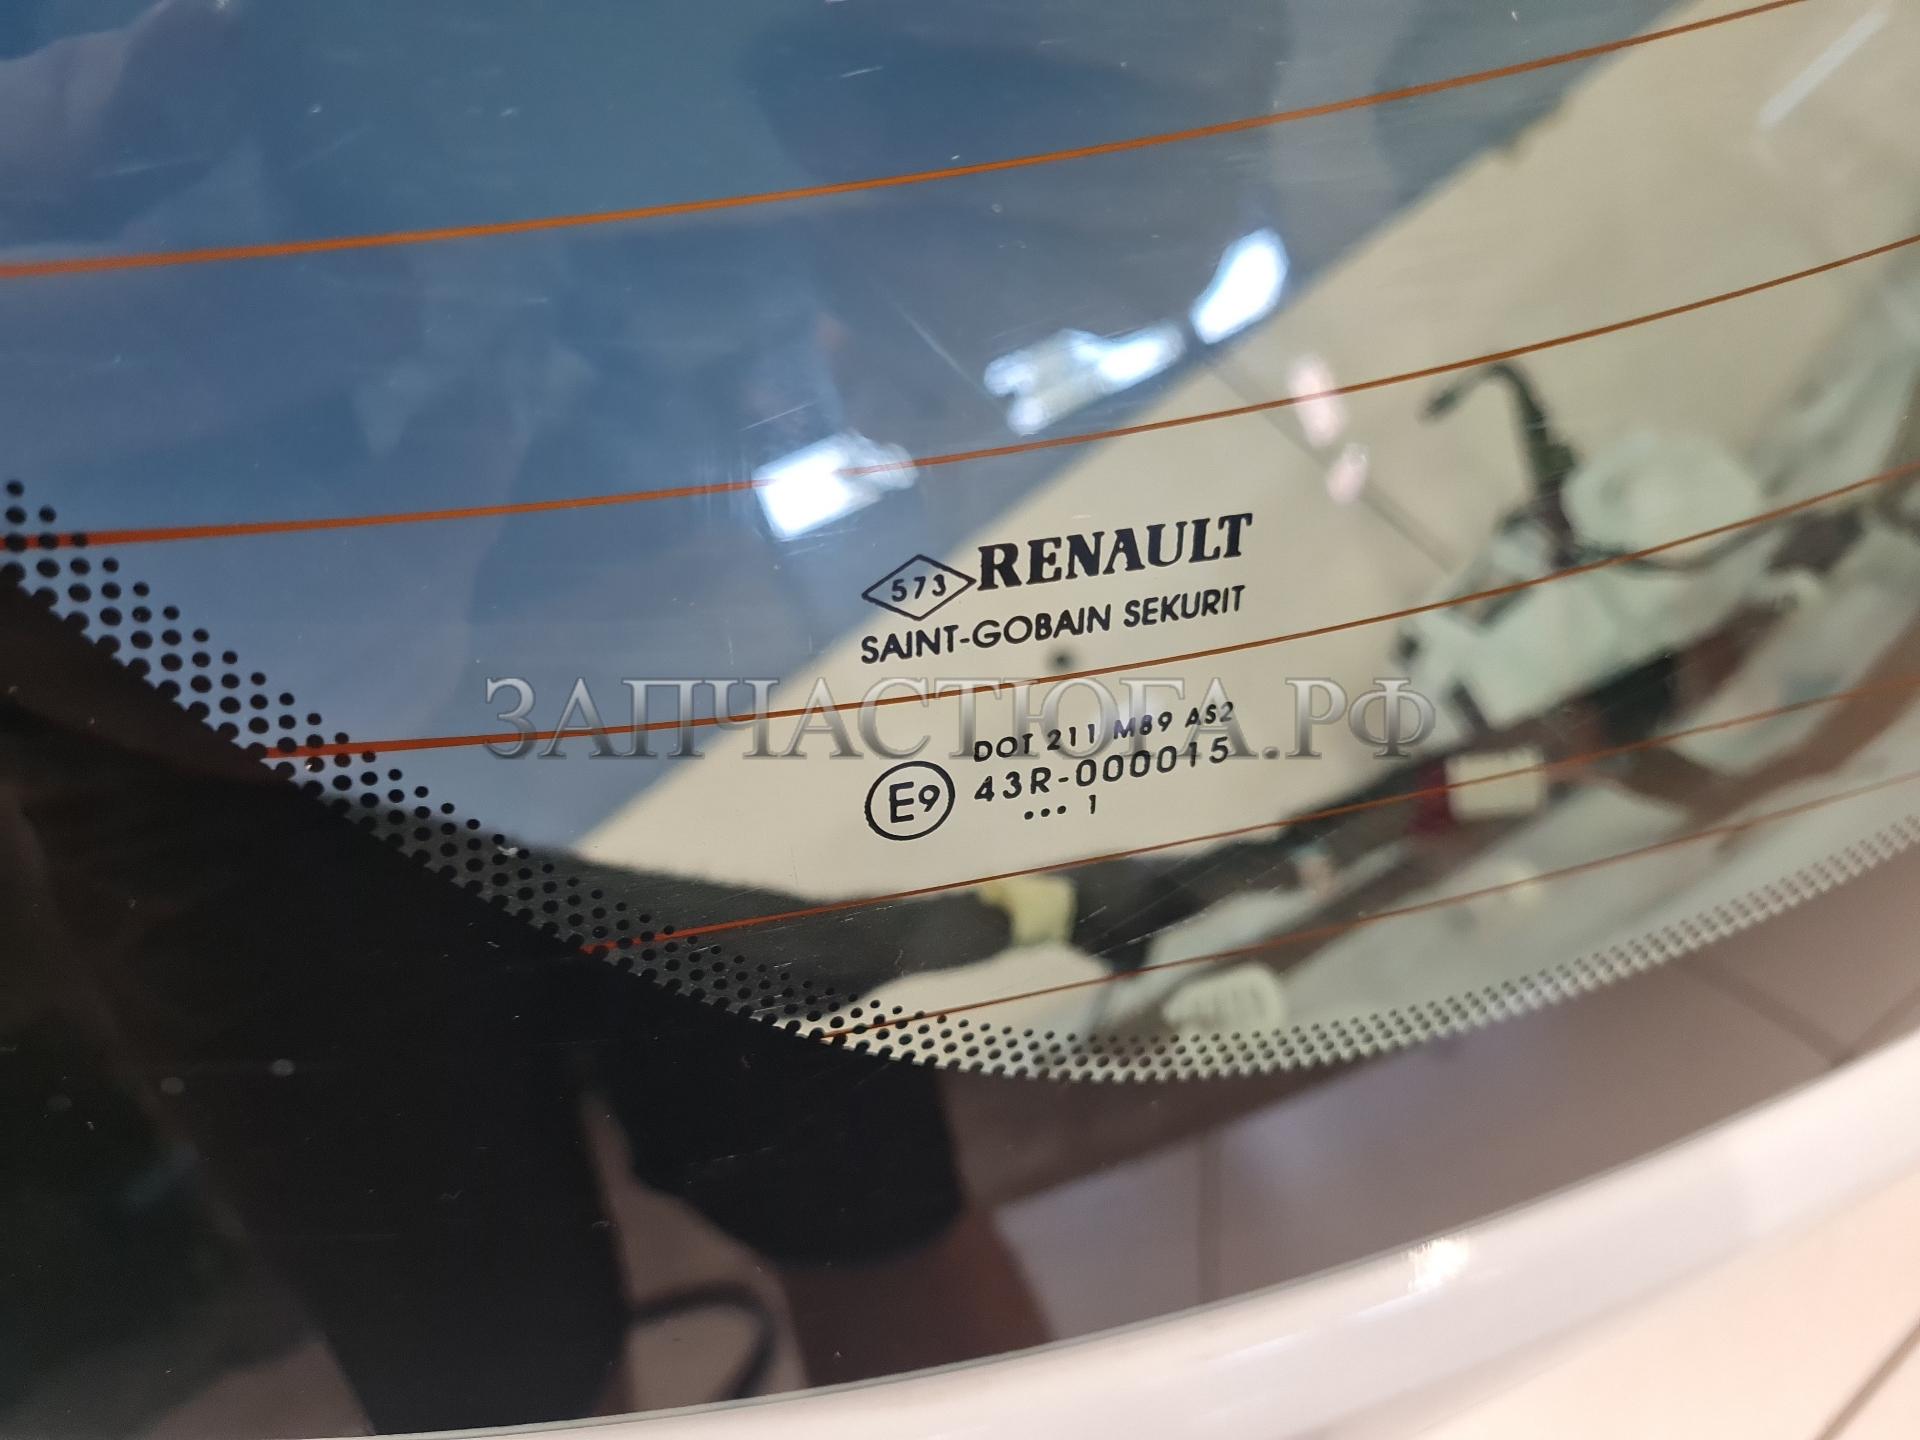 573 RENAULT
SAINT-GOBAIN SEKURIT
ЗАПЧАСТЮГА.РФ
DOT 211 M89 AS2
E9 43R-000015
••• 1